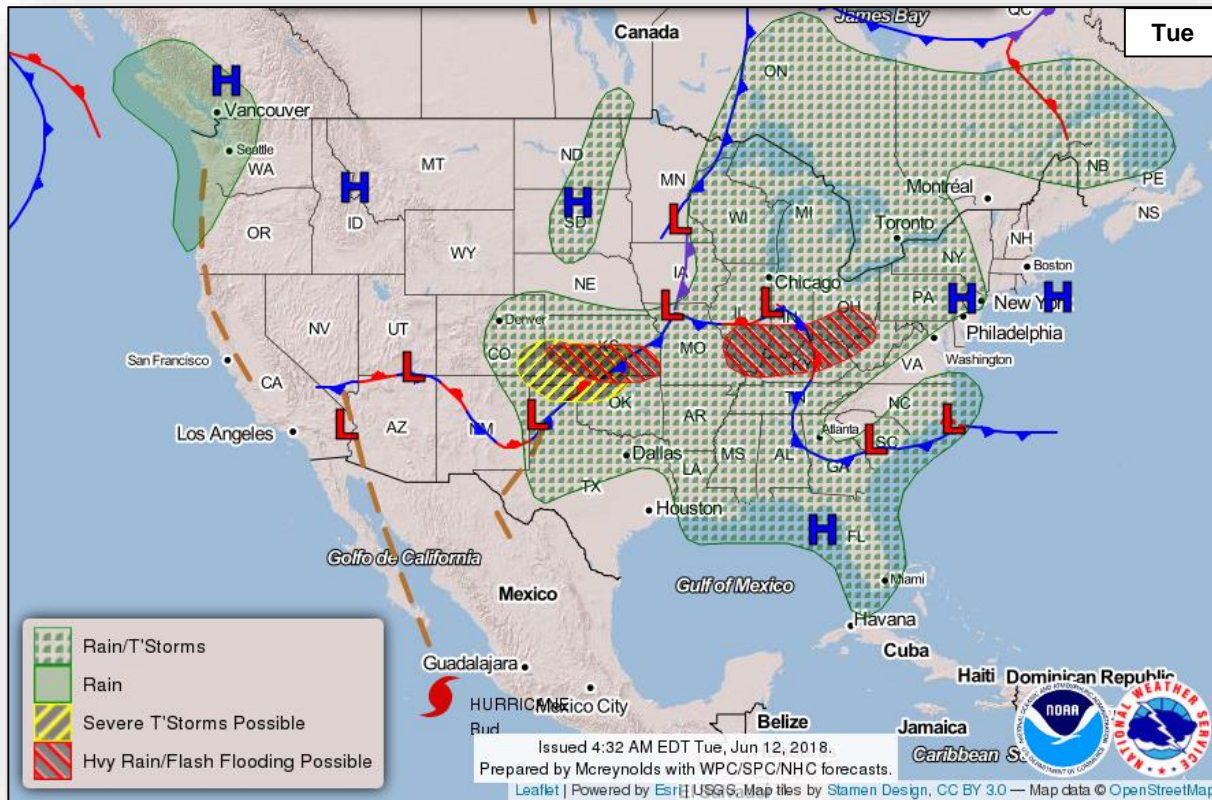 James Bay
QC
Tue
Canada
ON
Vancouver
Seattle
WA
MT
ND
MN
NB
PE
Montréal
NS
OR
ID
SD
WI
MI
Toronto
NH
NY
Boston
WY
IA
NE
Chicago
PA
New York
NV
UT
Denver
IL
IN
OH
Philadelphia
San Francisco
CO
KS
MO
KY
VA
Washington
CA
AZ
NM
OK
AR
TN
NC
Los Angeles
Atlanta
SC
Dallas
LA
MS
AL
GA
TX
Houston
FL
Golfo de California
Gulf of Mexico
Miami
Mexico
Havana
Cuba
Guadalajara
Haiti
Dominican Republic
HURRICANE
Bud
Mexico City
Belize
Jamaica
Caribbean
El Salvador
H
H
H
H
H
H
L
L
L
L
L
L
L
L
Rain/T'Storms
Rain
Severe T'Storms Possible
Hvy Rain/Flash Flooding Possible
Issued 4:32 AM EDT Tue, Jun 12, 2018.
Prepared by Mcreynolds with WPC/SPC/NHC forecasts.
Leaflet | Powered by Esri | USGS, Map tiles by Stamen Design, CC BY 3.0 — Map data © OpenStreetMap
NOAA
NATIONAL WEATHER SERVICE